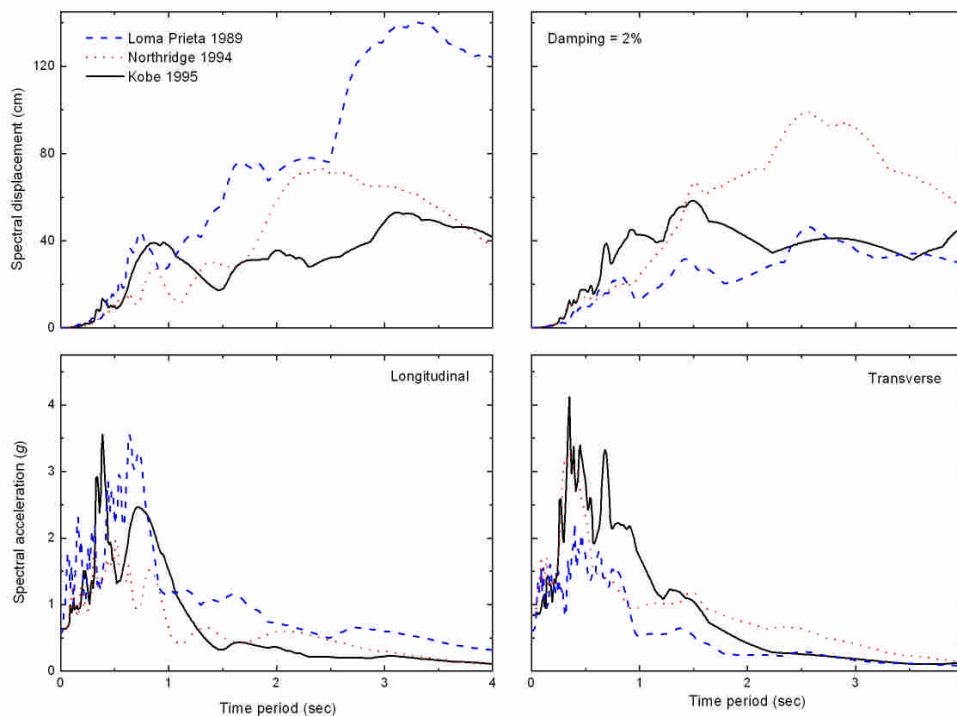 Loma Prieta 1989
Northridge 1994
Kobe 1995
Damping = 2%
Spectral displacement (cm)
120
80
40
0
Longitudinal
Transverse
Spectral acceleration (g)
4
3
2
1
0
0 1 2 3 4
0 1 2 3
Time period (sec)
Time period (sec)